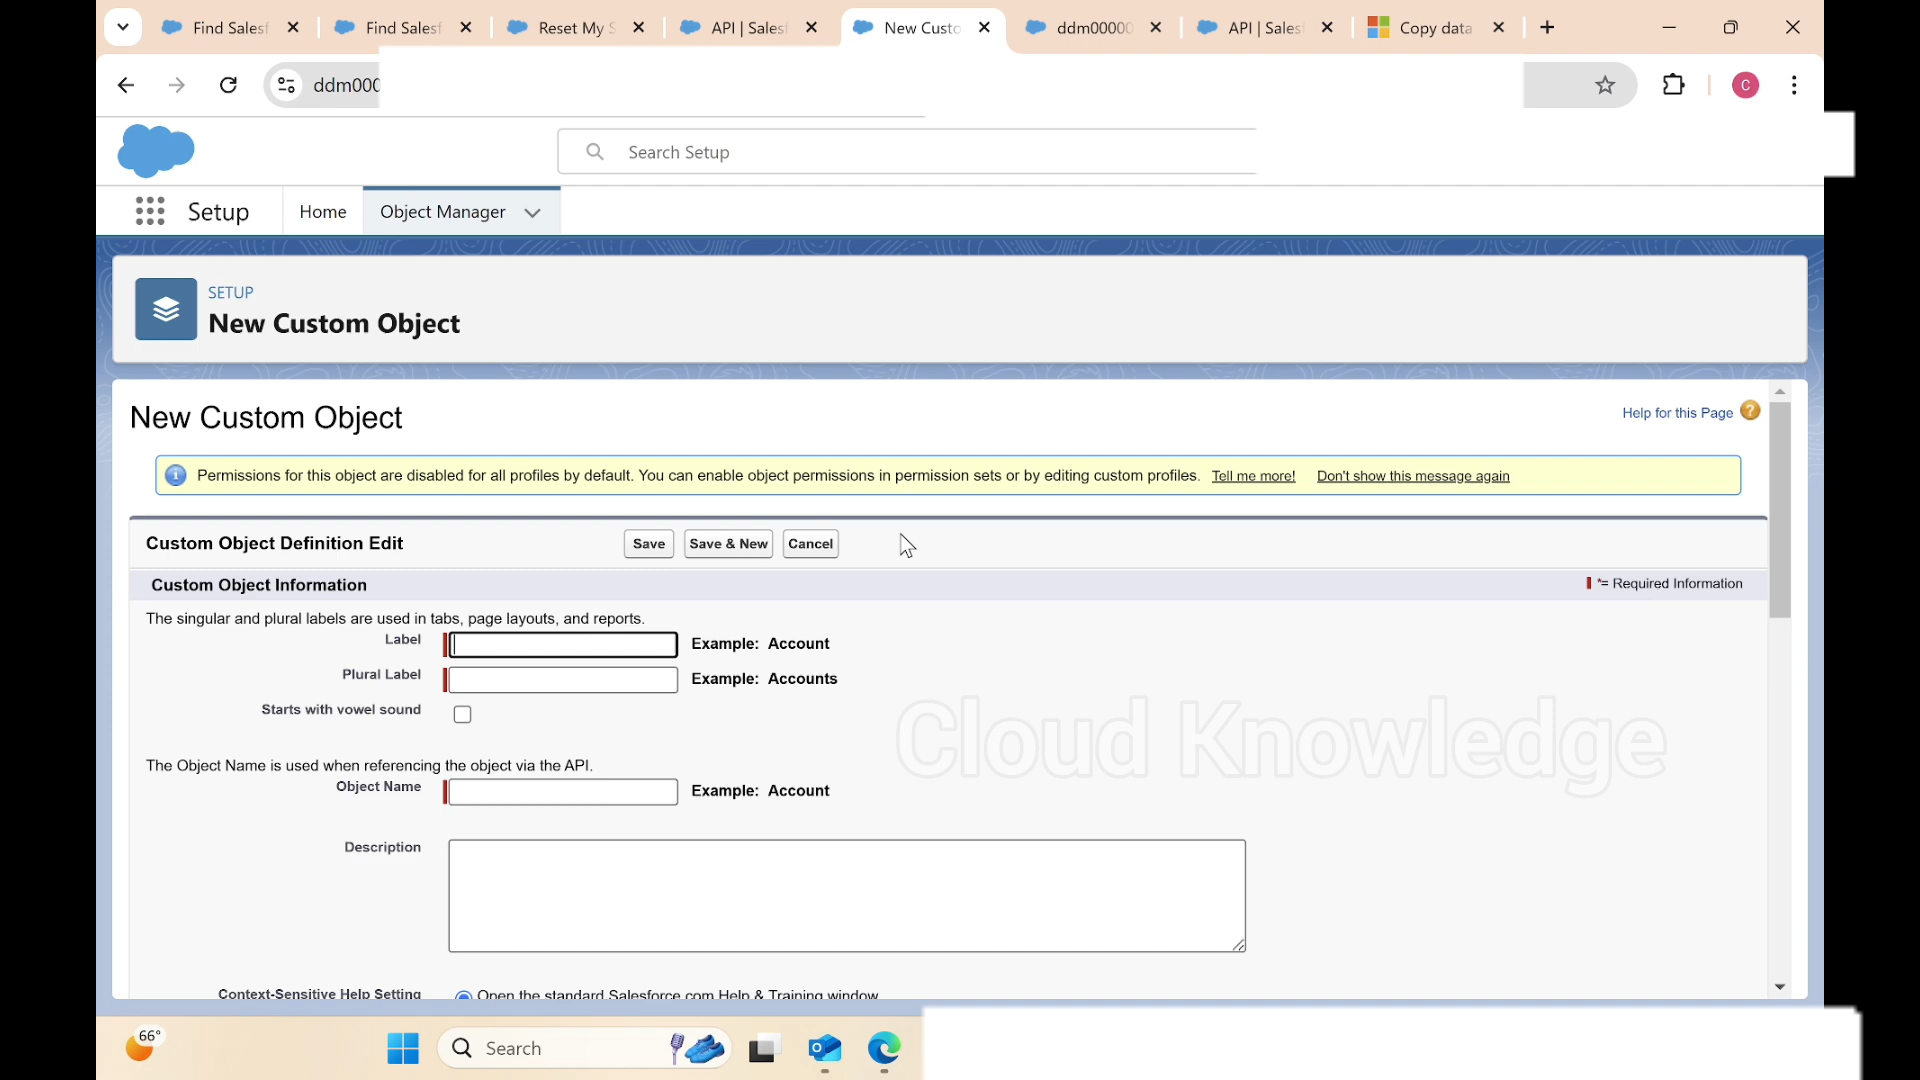 Find Salesf
Find Salesf
Reset My S
API | Salesf
New Custo
ddm00000
API | Salesf
Copy data
ddm000
C
Search Setup
Setup
Home
Object Manager
SETUP
New Custom Object
New Custom Object
Help for this Page
Permissions for this object are disabled for all profiles by default. You can enable object permissions in permission sets or by editing custom profiles. Tell me more! Don't show this message again
Custom Object Definition Edit
Save
Save & New
Cancel
Custom Object Information
*= Required Information
The singular and plural labels are used in tabs, page layouts, and reports.
Label
Example: Account
Plural Label
Example: Accounts
Starts with vowel sound
Cloud Knowledge
The Object Name is used when referencing the object via the API.
Object Name
Example: Account
Description
Context-Sensitive Help Setting
Open the standard Salesforce.com Help & Training window
66°
Search